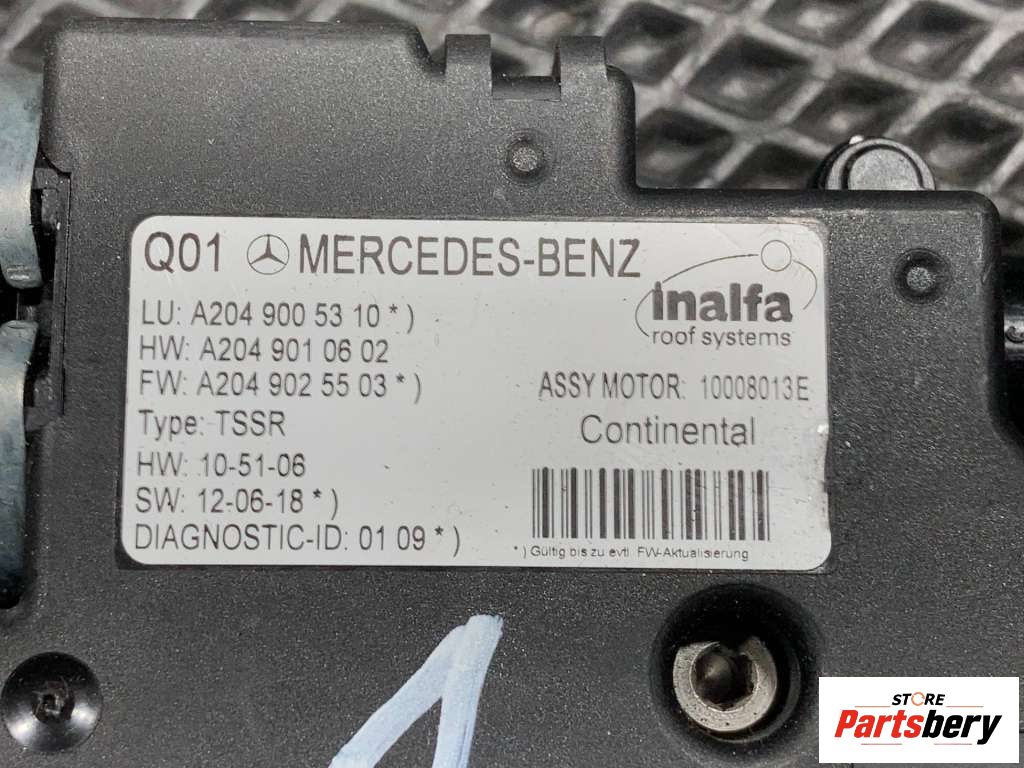 Q01 MERCEDES-BENZ
inalfa
roof systems
LU: A204 900 53 10 *)
HW: A204 901 06 02
FW: A204 902 55 03 *)
ASSY MOTOR: 10008013E
Type: TSSR
Continental
HW: 10-51-06
SW: 12-06-18 *)
DIAGNOSTIC-ID: 01 09 *)
*) Gültig bis zu evtl. FW-Aktualisierung
1
STORE
Partsbery